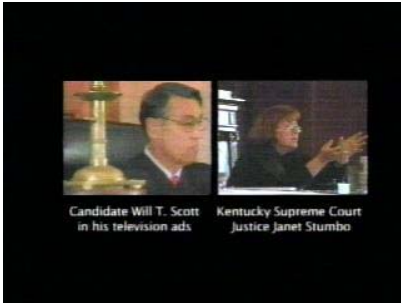 Candidate Will T. Scott
in his television ads
Kentucky Supreme Court
Justice Janet Stumbo